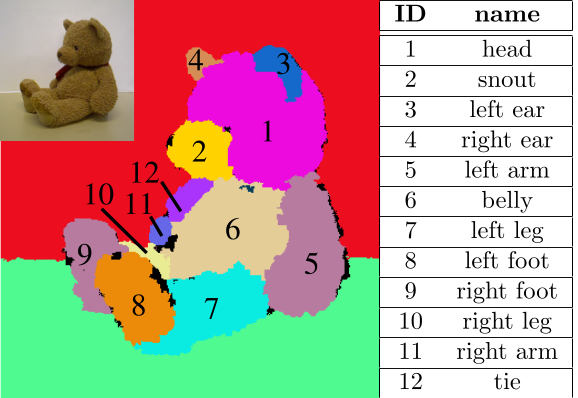 4
3
1
2
12
10
11
6
9
5
8
7
ID name
1 head
2 snout
3 left ear
4 right ear
5 left arm
6 belly
7 left leg
8 left foot
9 right foot
10 right leg
11 right arm
12 tie